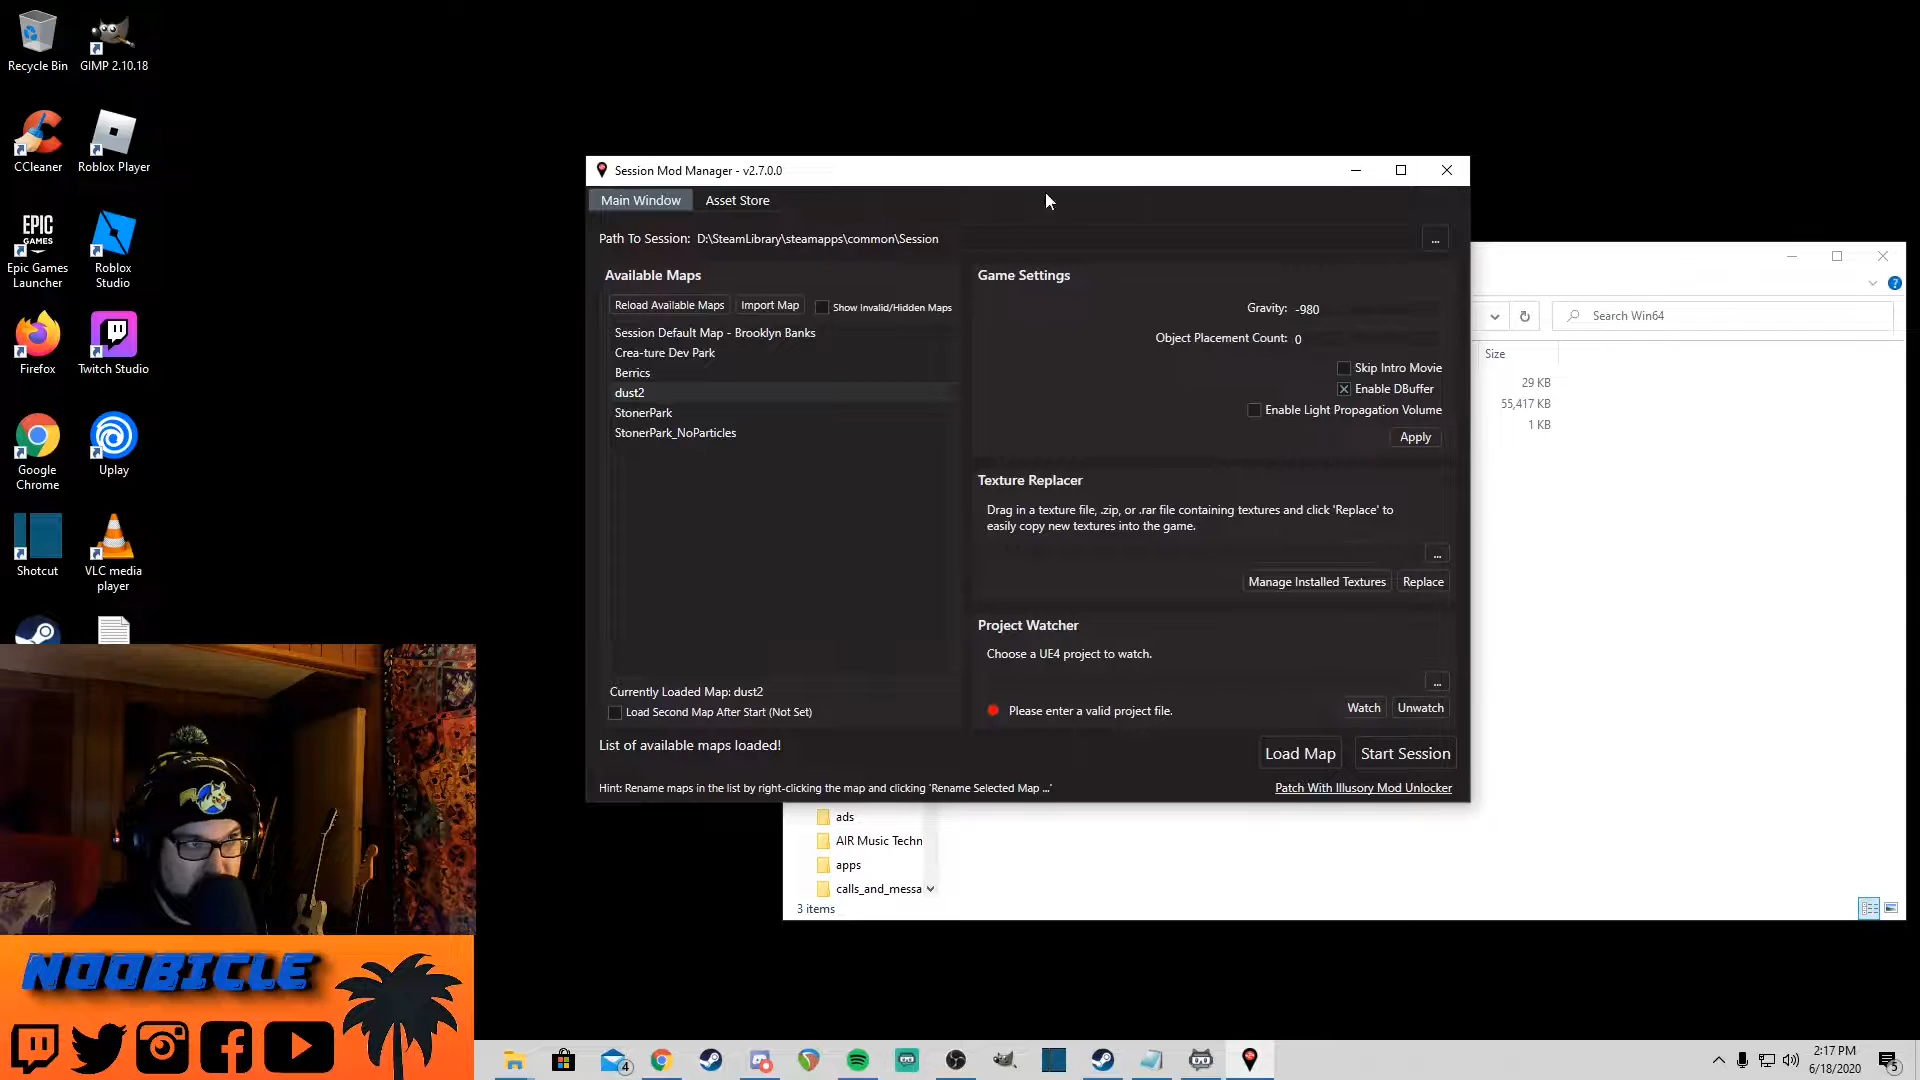 Recycle Bin
GIMP 2.10.18
CCleaner
Roblox Player
EPIC
GAMES
Epic Games
Launcher
Roblox
Studio
Firefox
Twitch Studio
Google
Chrome
Uplay
Shotcut
VLC media
player
Session Mod Manager - v2.7.0.0
Main Window
Asset Store
Path To Session: D:\SteamLibrary\steamapps\common\Session
...
Available Maps
Reload Available Maps
Import Map
Show Invalid/Hidden Maps
Session Default Map - Brooklyn Banks
Crea-ture Dev Park
Berrics
dust2
StonerPark
StonerPark_NoParticles
Currently Loaded Map: dust2
Load Second Map After Start (Not Set)
List of available maps loaded!
Hint: Rename maps in the list by right-clicking the map and clicking 'Rename Selected Map ...'
Game Settings
Gravity: -980
Object Placement Count: 0
Skip Intro Movie
Enable DBuffer
Enable Light Propagation Volume
Apply
Texture Replacer
Drag in a texture file, .zip, or .rar file containing textures and click 'Replace' to
easily copy new textures into the game.
...
Manage Installed Textures
Replace
Project Watcher
Choose a UE4 project to watch.
...
Please enter a valid project file.
Watch
Unwatch
Load Map
Start Session
Patch With Illusory Mod Unlocker
Search Win64
Size
29 KB
55,417 KB
1 KB
ads
AIR Music Techn
apps
calls_and_messa
3 items
NOOBICLE
4
2:17 PM
6/18/2020
5